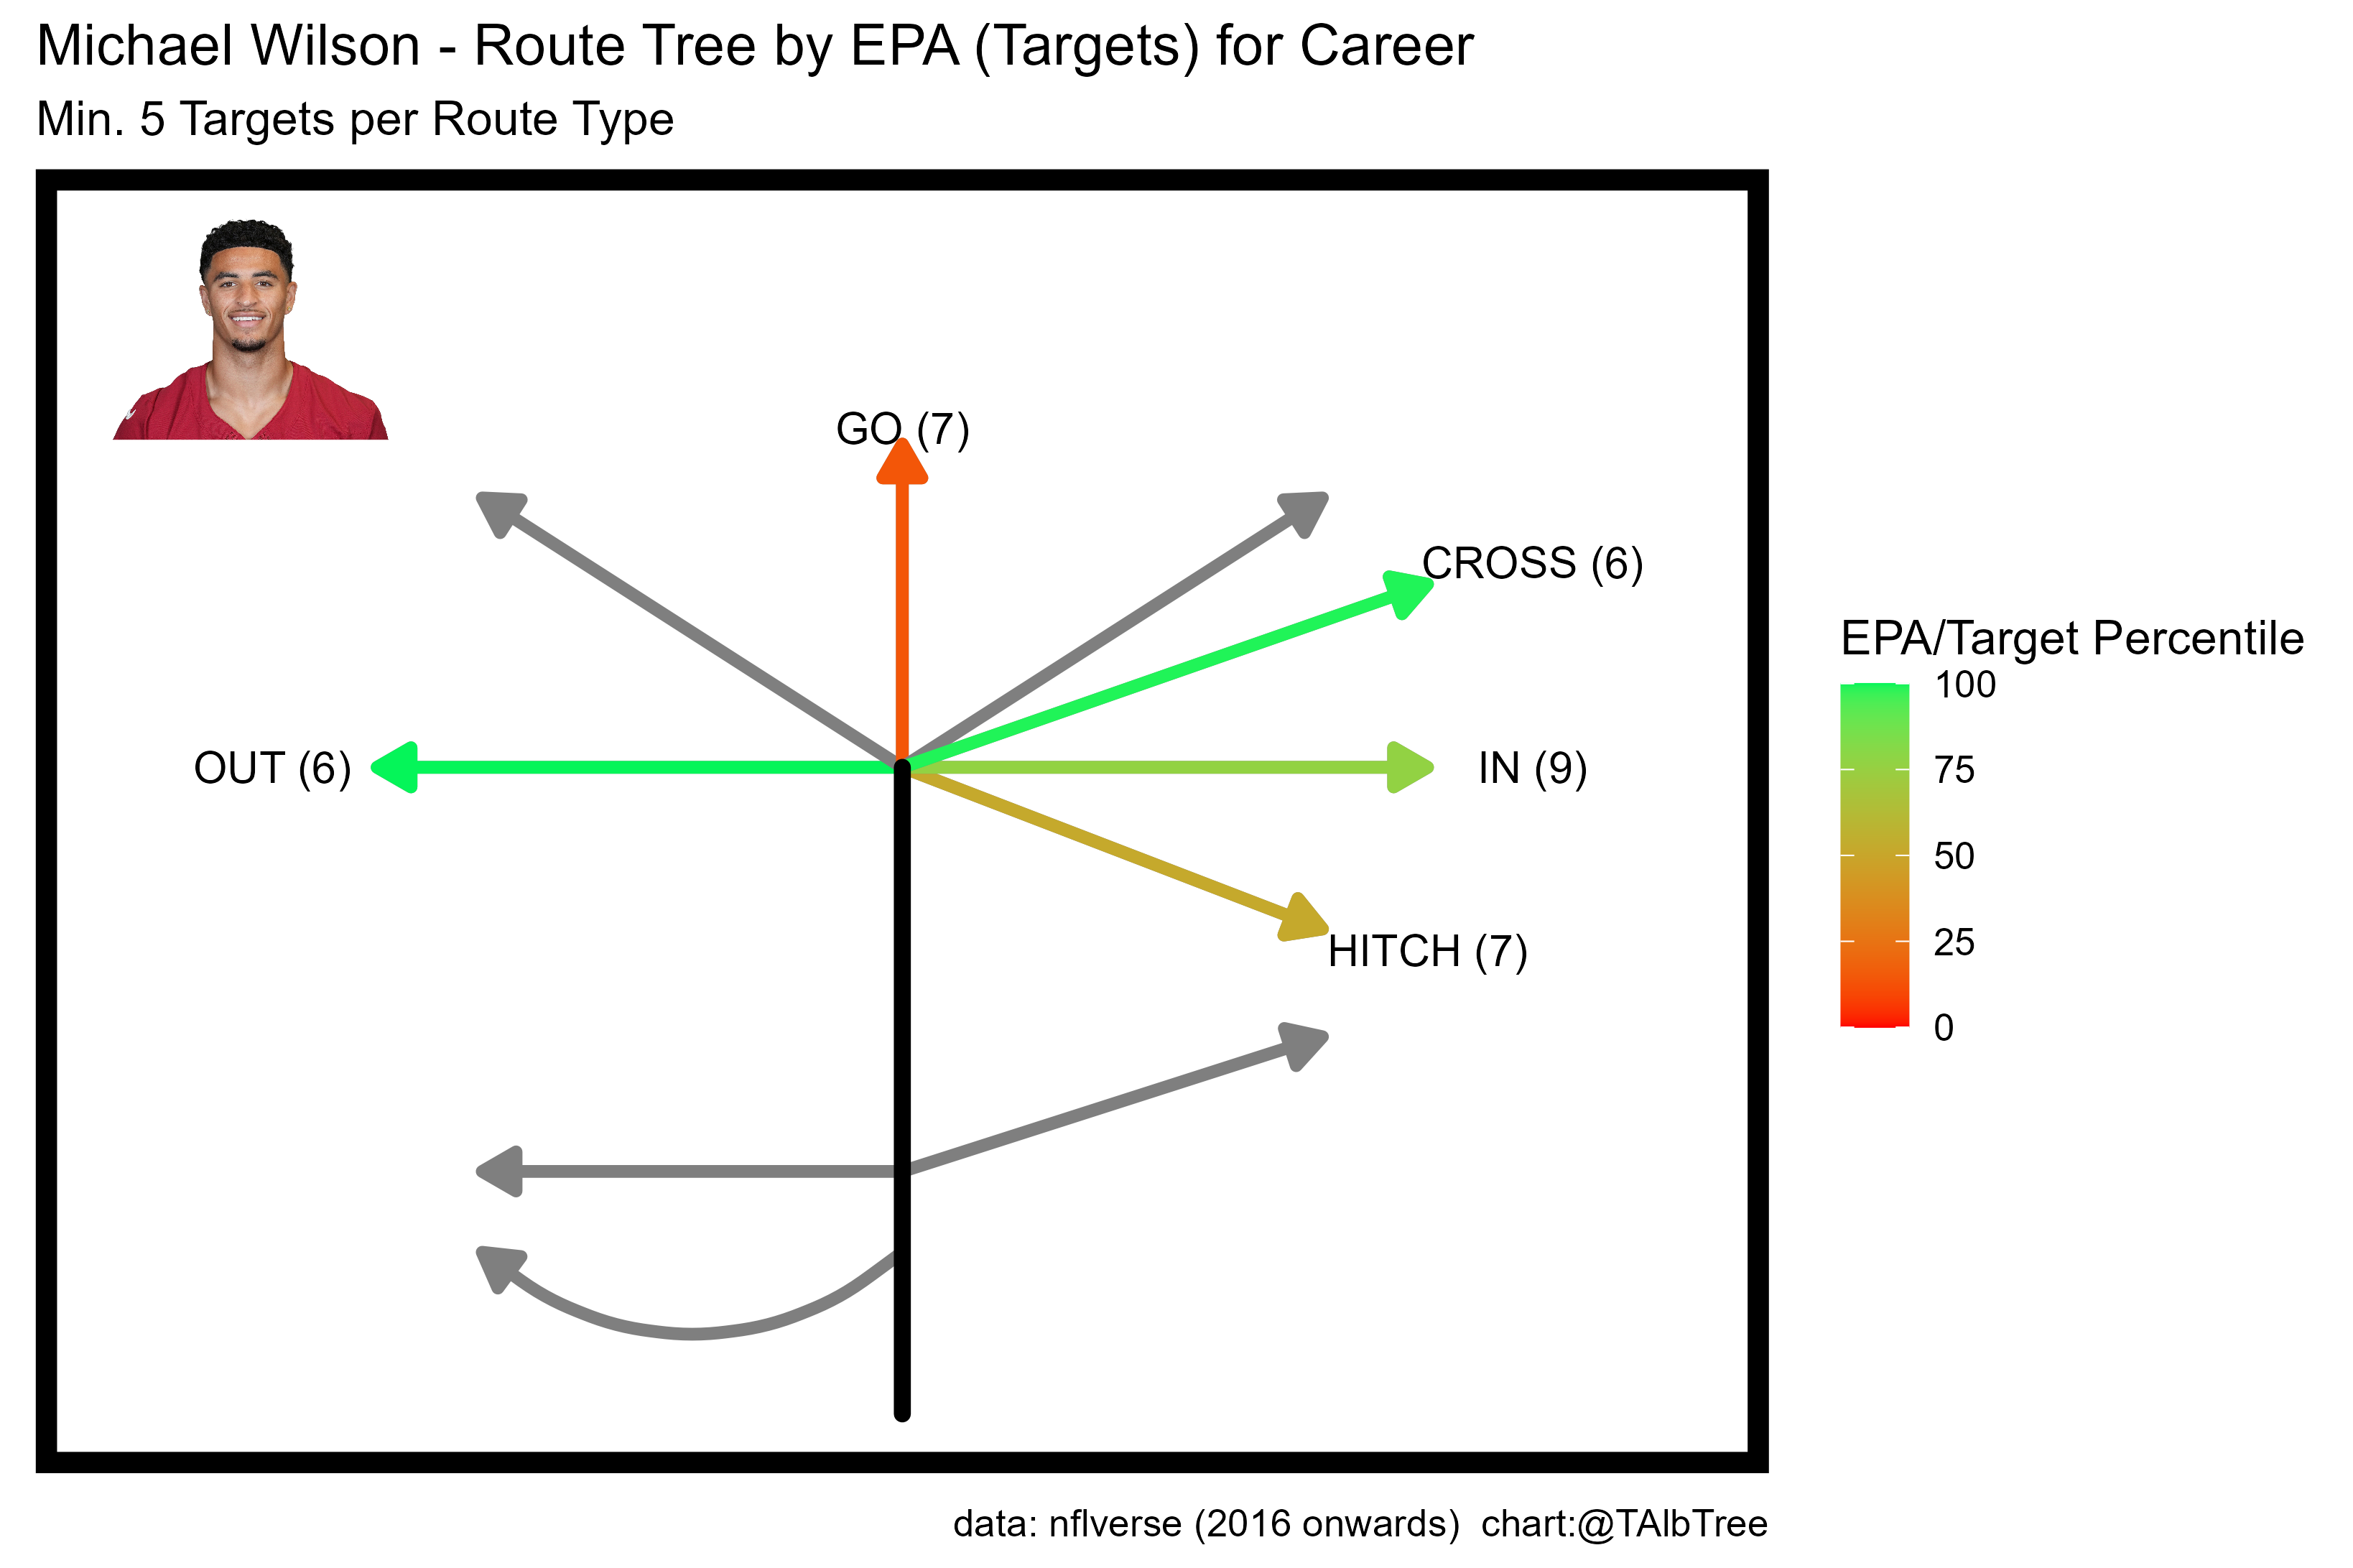 Michael Wilson - Route Tree by EPA (Targets) for Career
Min. 5 Targets per Route Type
GO (7)
CROSS (6)
OUT (6)
IN (9)
HITCH (7)
EPA/Target Percentile
100
75
50
25
0
data: nflverse (2016 onwards)  chart:@TAlbTree